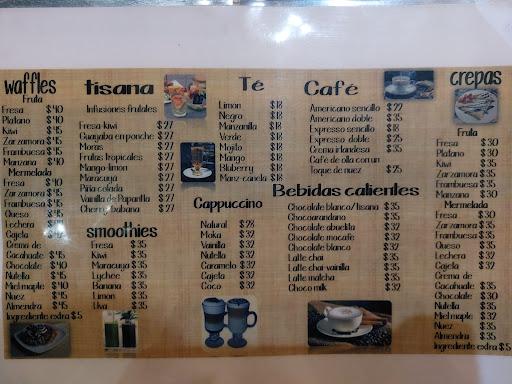 waffles
Fruta
Fresa $40
Platano $40
Kiwi $45
Zarzamora $45
Frambuesa $45
Manzana $40
Mermelada
Fresa $40
Zarzamora $45
Frambuesa $45
Queso $45
Lechera $45
Cajeta $45
Crema de
Cacahuate $45
Chocolate $40
Nutella $45
Miel maple $40
Nuez $45
Almendra $45
Ingrediente extra $5
tisana
Infusiones frutales
Fresa-kiwi $27
Guayaba en ponche $27
Moras $27
Frutos tropicales $27
Mango-limon $27
Maracuya $27
Piña colada $27
Vainilla de Papantla $27
Cherry-banana $27
smoothies
Fresa $35
Kiwi $35
Maracuya $35
Lychee $35
Banana $35
Limon $35
Uva $35
Té
Limon $18
Negro $18
Manzanilla $18
Verde $18
Mojito $18
Mango $18
Bluberry $18
Manz-canela $18
Cappuccino
Natural $28
Moka $32
Vainilla $32
Nutella $32
Caramelo $32
Cajeta $32
Coco $32
Café
Americano sencillo $22
Americano doble $35
Expresso sencillo $18
Expresso doble $25
Crema irlandesa $35
Café de olla con un
Toque de nuez $25
Bebidas calientes
Chocolate blanco/tisana $35
Chocoarandano $35
Chocolate abuelita $32
Chocolate mocafe $32
Chocolate blanco $32
Latte chai $35
Latte chai-vainilla $35
Latte matcha $35
Choco milk $32
crepas
Fruta
Fresa $30
Platano $30
Kiwi $35
Zarzamora $35
Frambuesa $35
Manzana $30
Mermelada
Fresa $30
Zarzamora $35
Frambuesa $35
Queso $35
Lechera $32
Cajeta $32
Crema de
Cacahuate $35
Chocolate $30
Nutella $35
Miel maple $32
Nuez $35
Almendra $35
Ingrediente extra $5